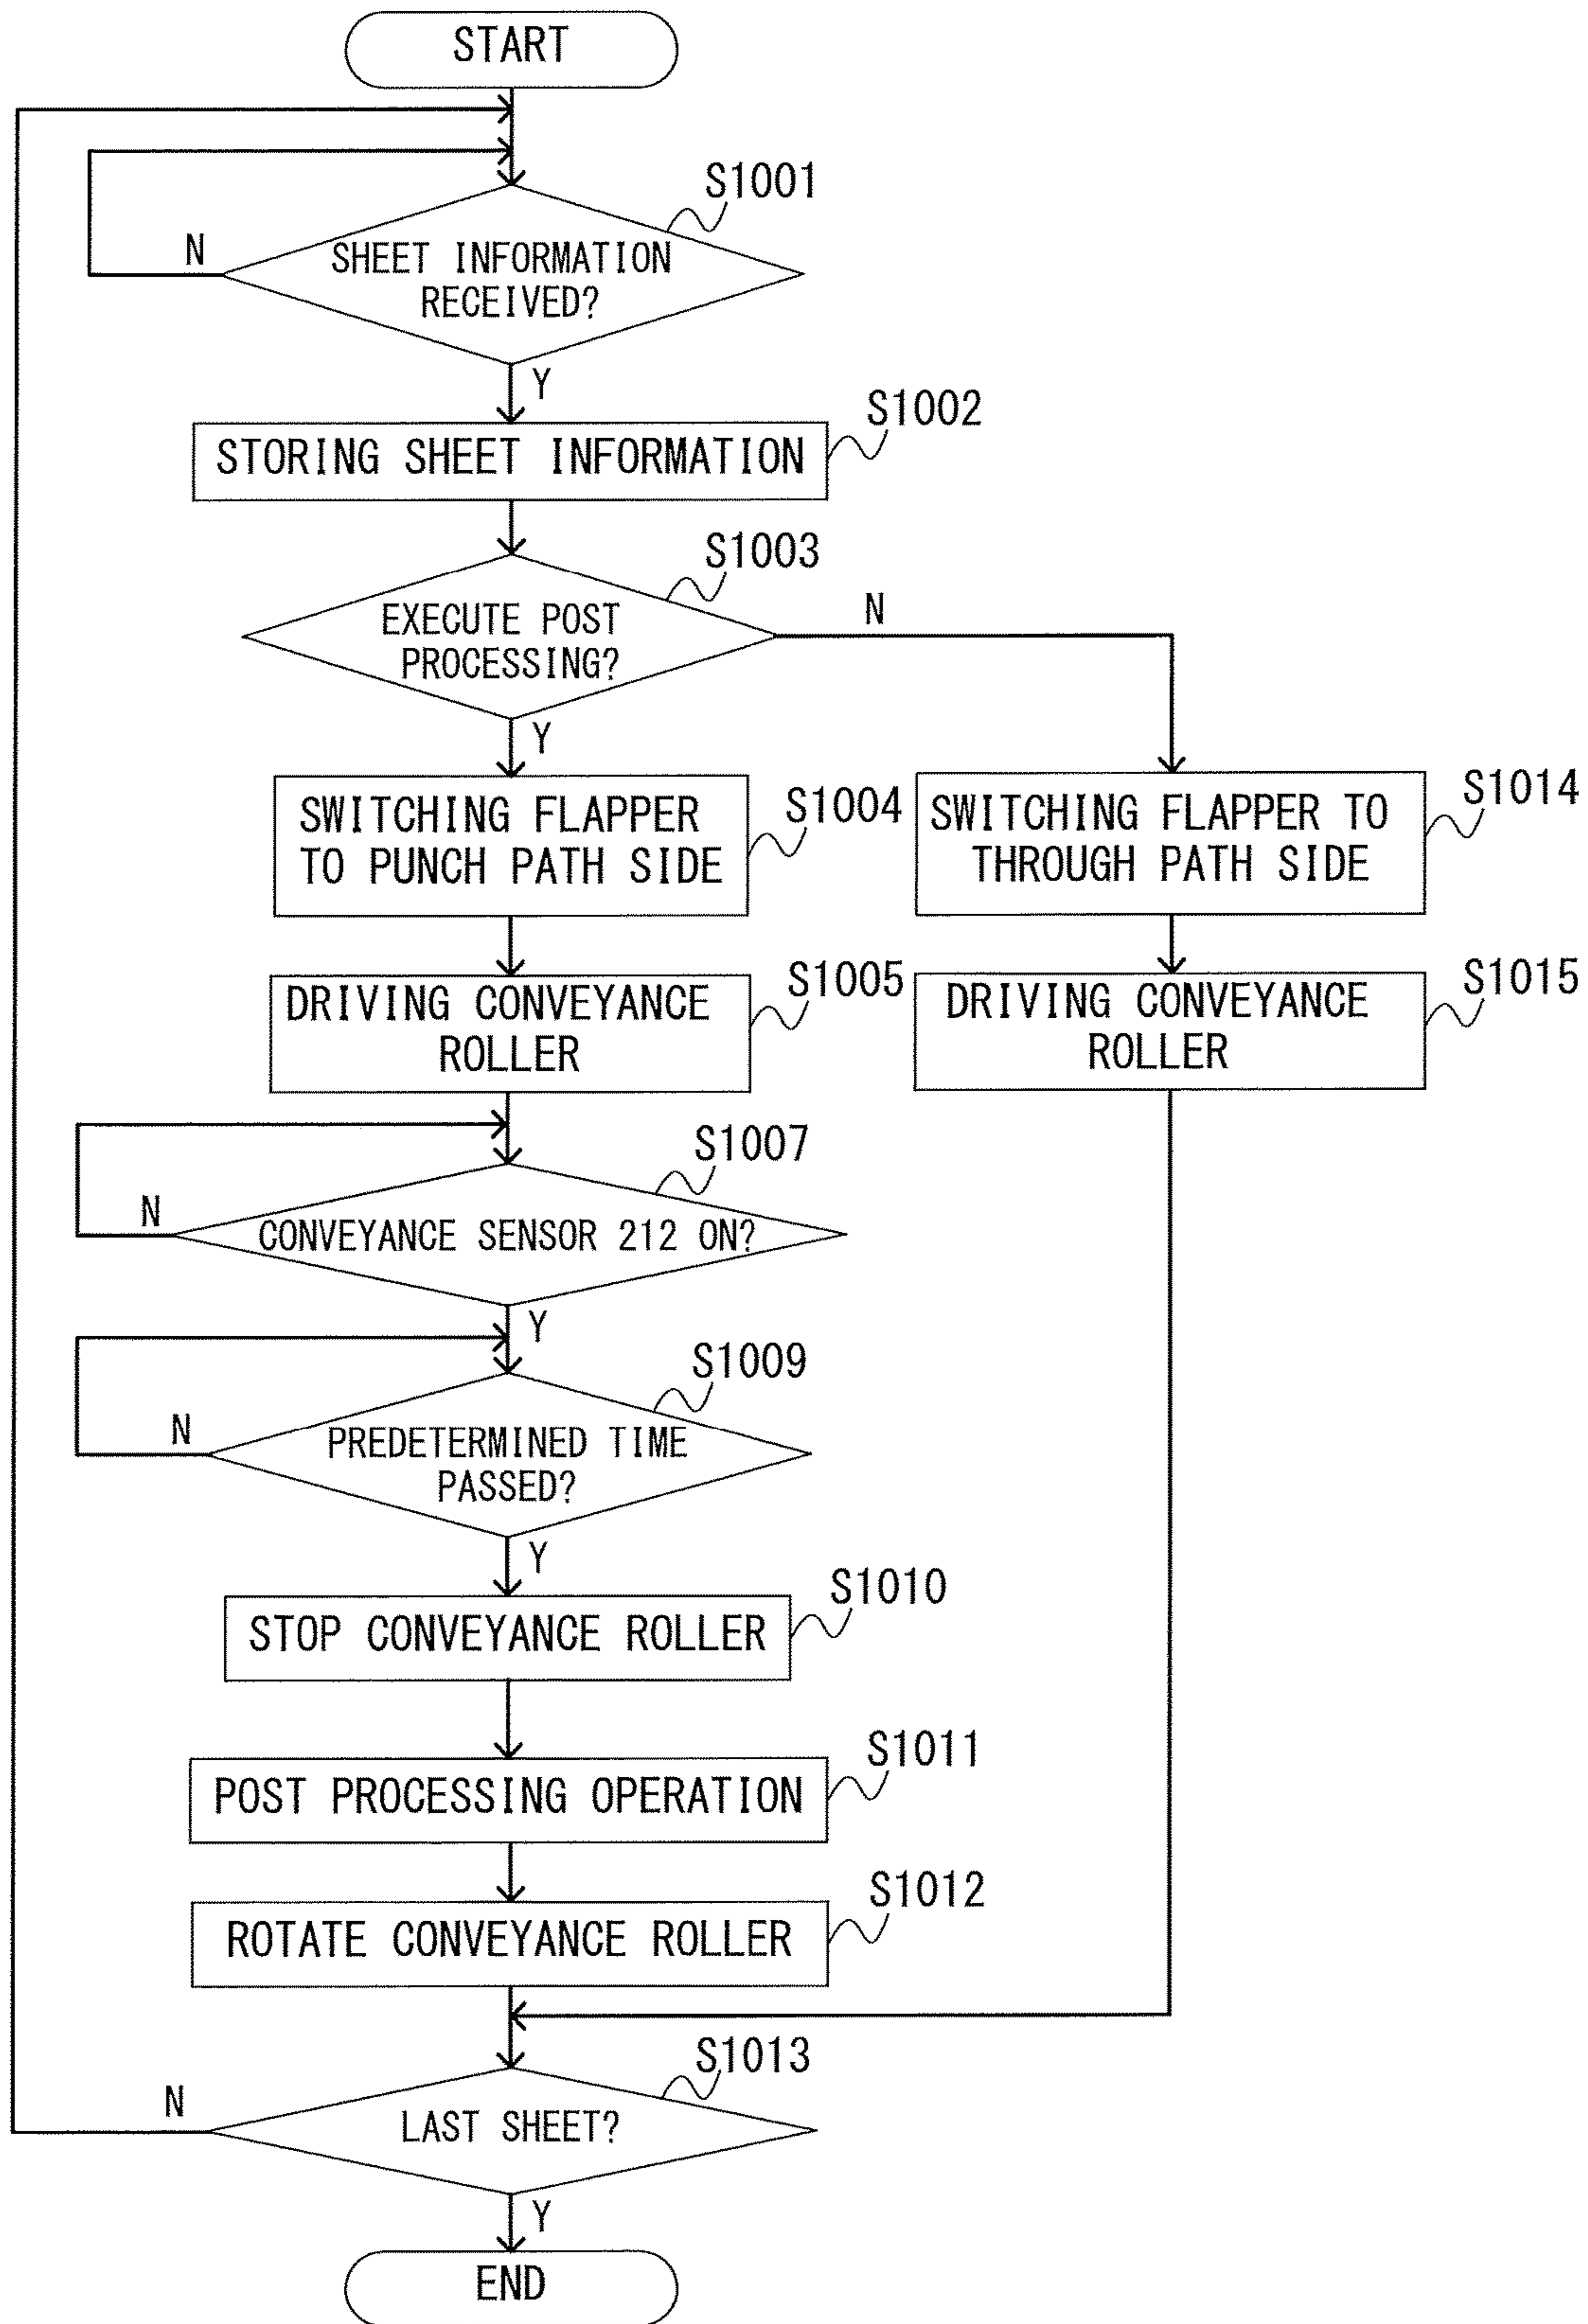 START
S1001
N
SHEET INFORMATION
RECEIVED?
Y
S1002
STORING SHEET INFORMATION
S1003
EXECUTE POST
PROCESSING?
N
Y
SWITCHING FLAPPER
TO PUNCH PATH SIDE
S1004
SWITCHING FLAPPER TO
THROUGH PATH SIDE
S1014
DRIVING CONVEYANCE
ROLLER
S1005
DRIVING CONVEYANCE
ROLLER
S1015
S1007
N
CONVEYANCE SENSOR 212 ON?
Y
S1009
N
PREDETERMINED TIME
PASSED?
Y
S1010
STOP CONVEYANCE ROLLER
S1011
POST PROCESSING OPERATION
S1012
ROTATE CONVEYANCE ROLLER
S1013
N
LAST SHEET?
Y
END